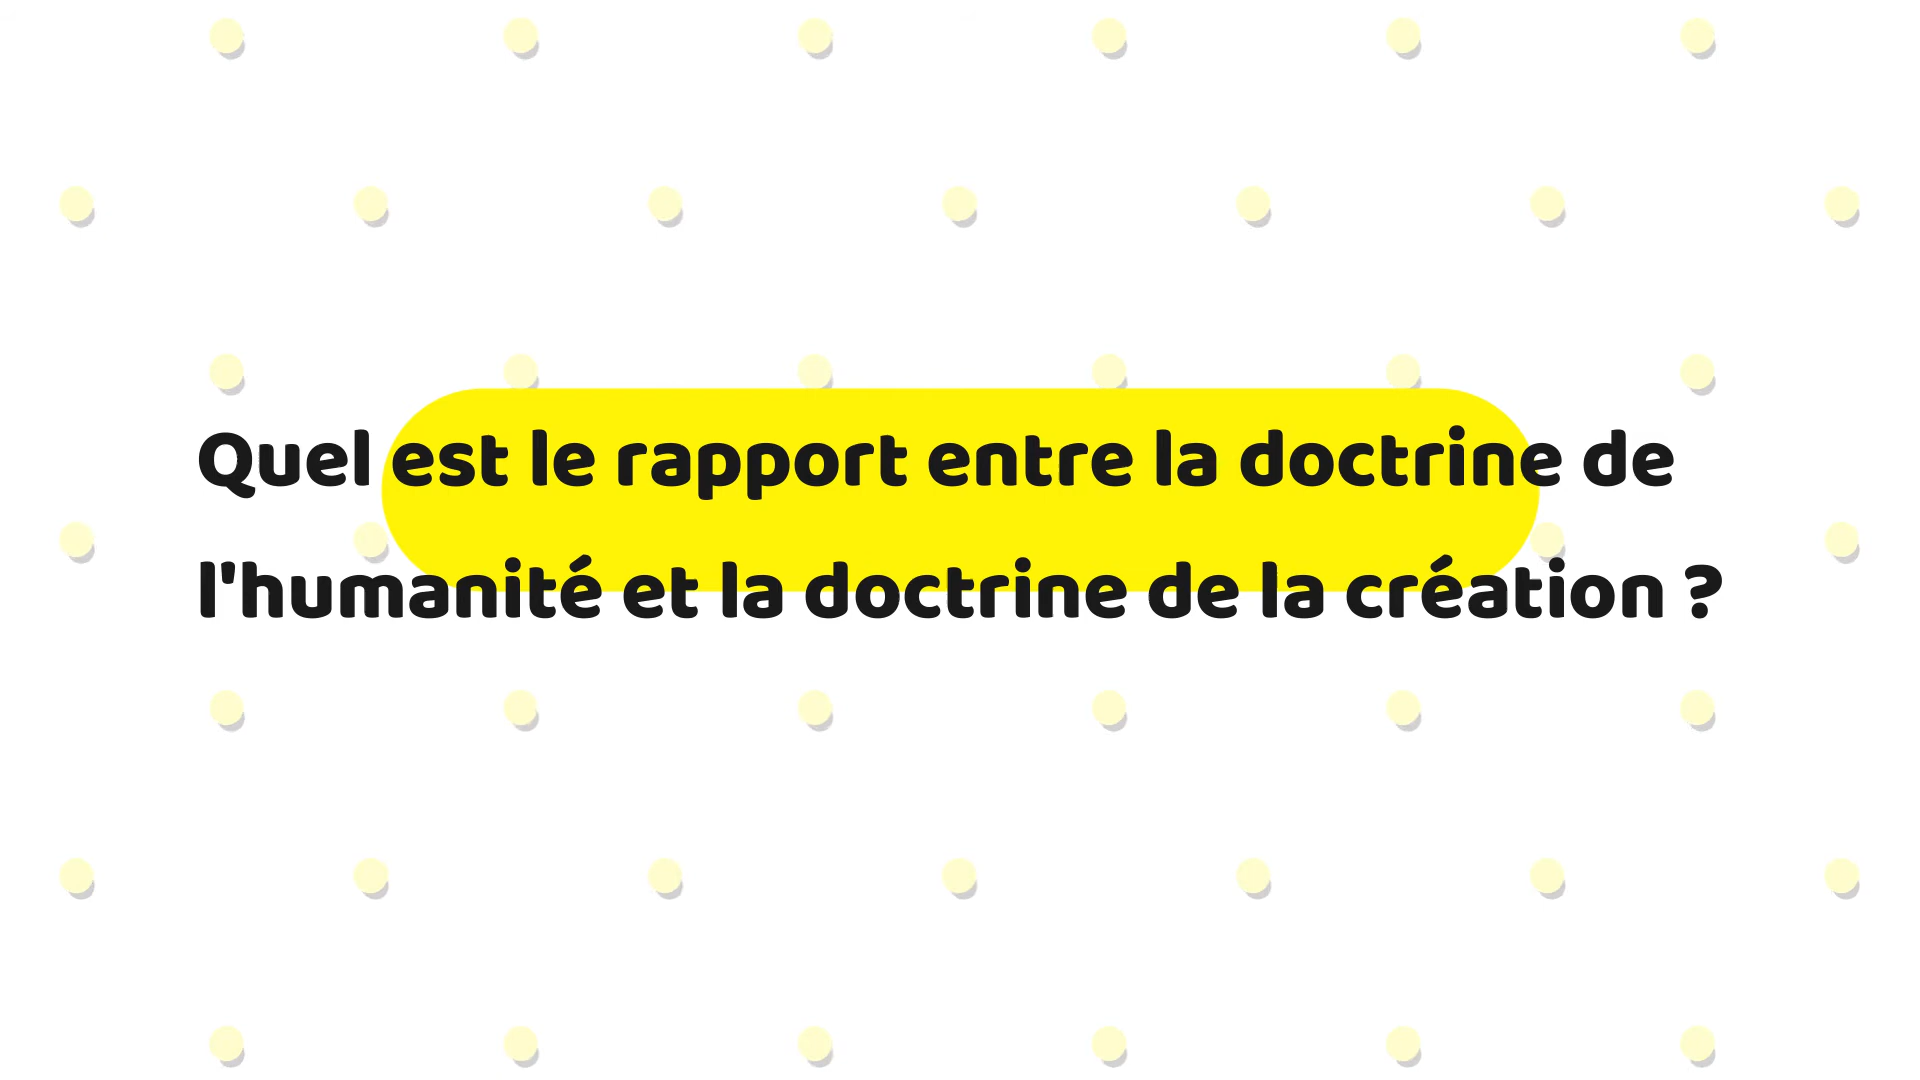 Quel est le rapport entre la doctrine de
l'humanité et la doctrine de la création ?